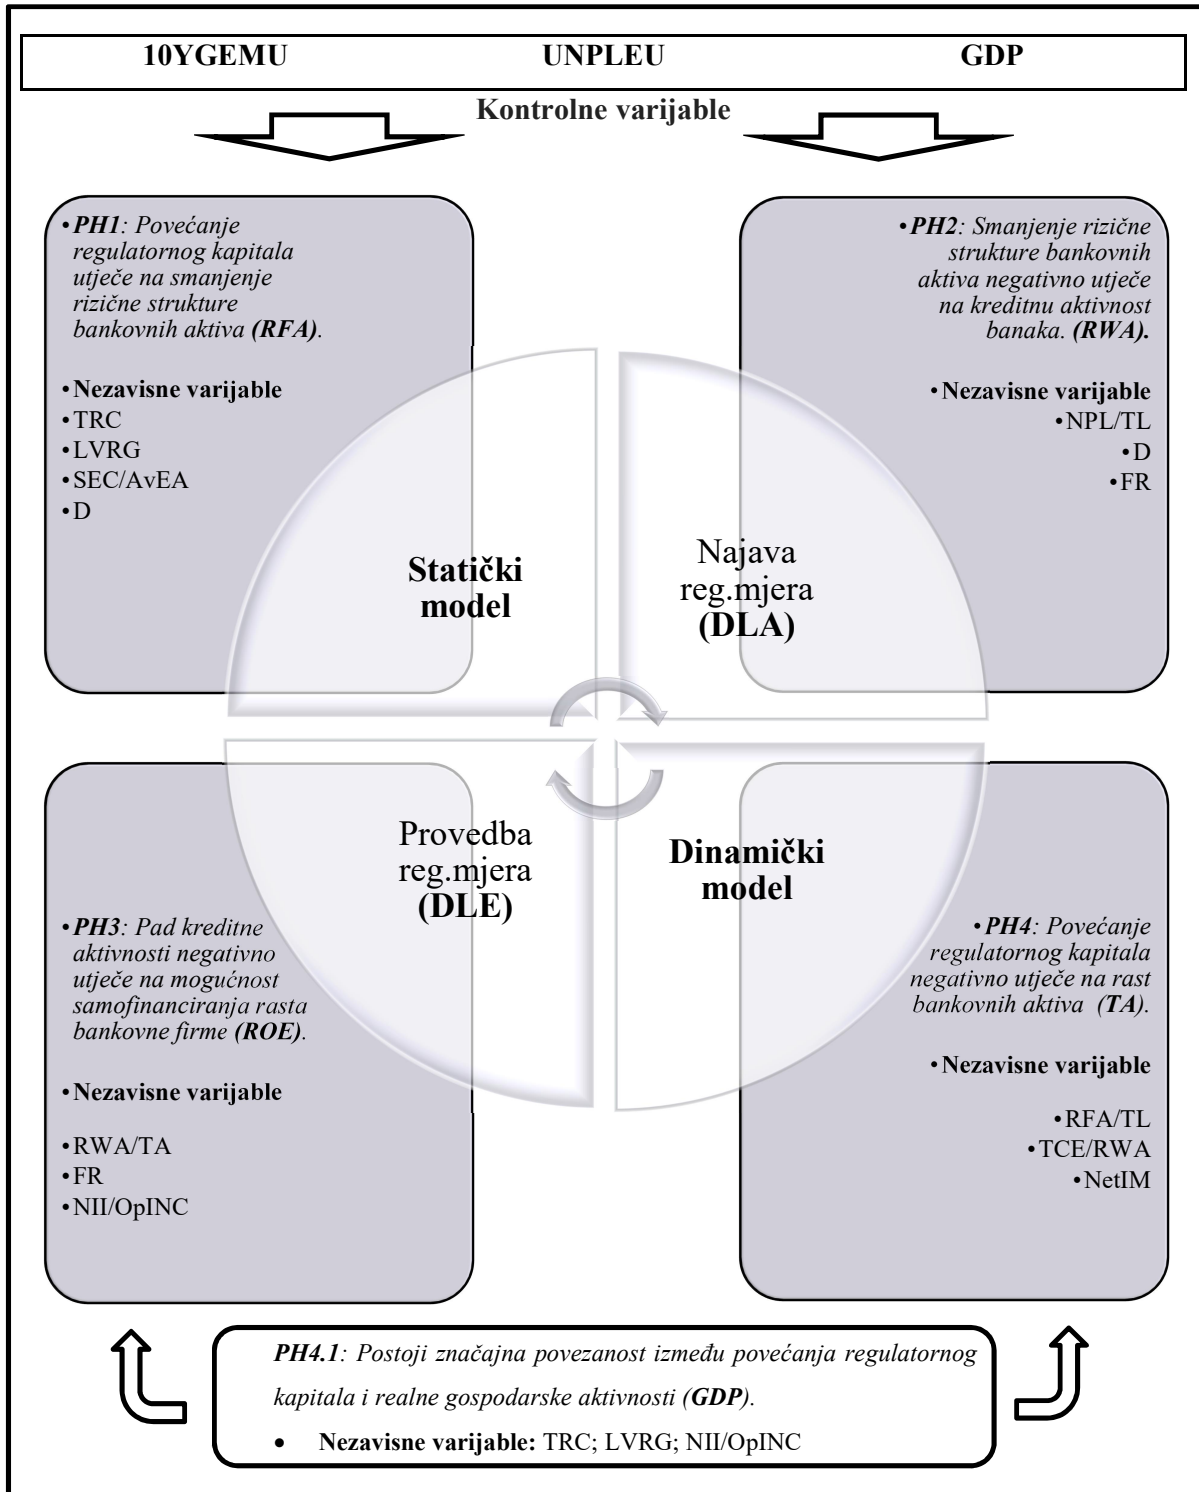 10YGEMU UNPLEU GDP
Kontrolne varijable
•PH1: Povećanje
regulatornog kapitala
utječe na smanjenje
rizične strukture
bankovnih aktiva (RFA).
•Nezavisne varijable
•TRC
•LVRG
•SEC/AvEA
•D
•PH2: Smanjenje rizične
strukture bankovnih
aktiva negativno utječe
na kreditnu aktivnost
banaka. (RWA).
•Nezavisne varijable
•NPL/TL
•D
•FR
Statički
model
Najava
reg.mjera
(DLA)
Provedba
reg.mjera
(DLE)
Dinamički
model
•PH3: Pad kreditne
aktivnosti negativno
utječe na mogućnost
samofinanciranja rasta
bankovne firme (ROE).
•Nezavisne varijable
•RWA/TA
•FR
•NII/OpINC
•PH4: Povećanje
regulatornog kapitala
negativno utječe na rast
bankovnih aktiva (TA).
•Nezavisne varijable
•RFA/TL
•TCE/RWA
•NetIM
PH4.1: Postoji značajna povezanost između povećanja regulatornog
kapitala i realne gospodarske aktivnosti (GDP).
• Nezavisne varijable: TRC; LVRG; NII/OpINC